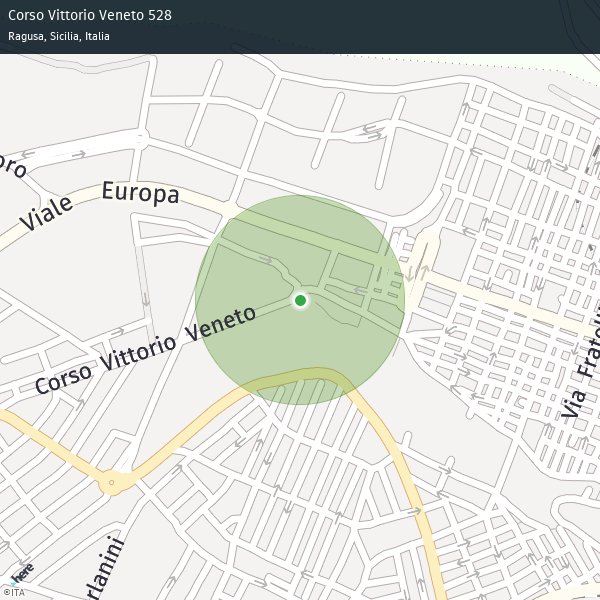 Corso Vittorio Veneto 528
Ragusa, Sicilia, Italia
oro
Viale Europa
Corso Vittorio Veneto
Via Fratelli
rlanini
here
©ITA